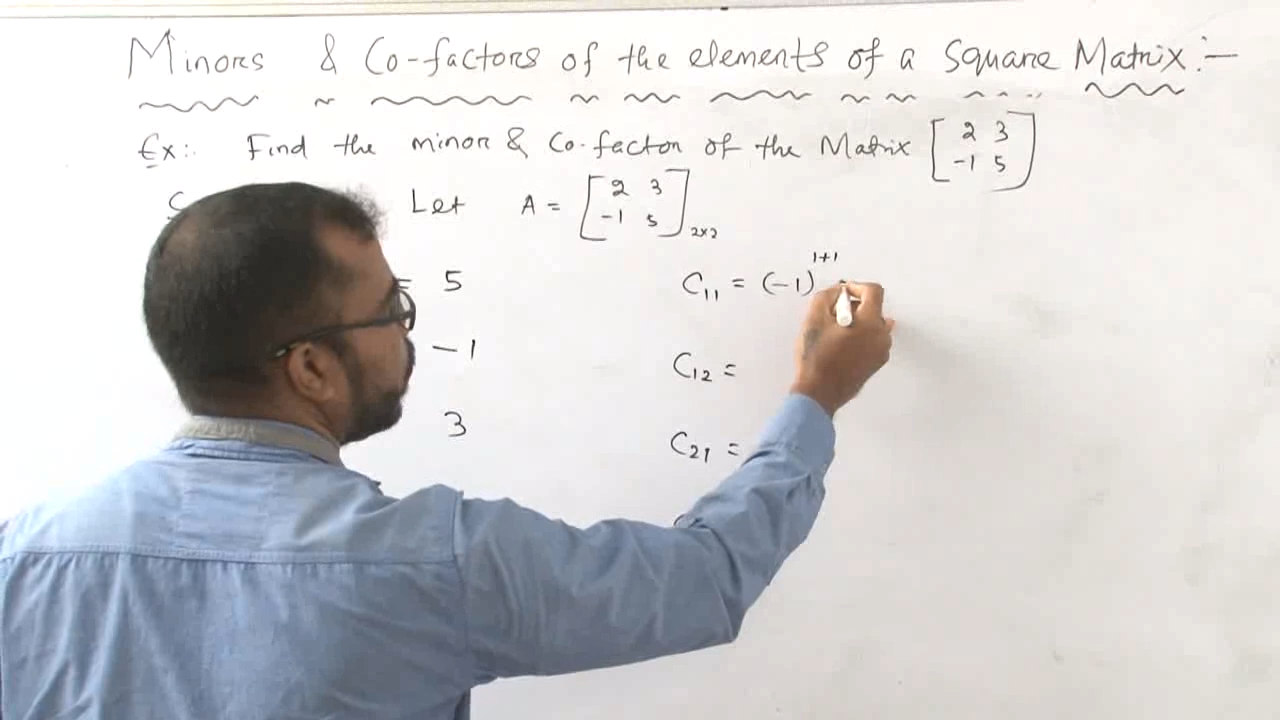 Minors & Co-factors of the elements of a Square Matrix :-
Ex:- Find the minor & Co-factor of the Matrix [2 3
-1 5]
Let A = [2 3
-1 5]2x2
= 5 C11 = (-1)^1+1
-1 C12 =
3 C21 =